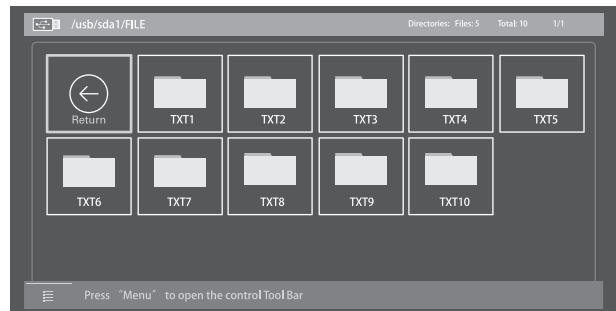 /usb/sda1/FILE Directories: Files: 5 Total: 10 1/1
Return TXT1 TXT2 TXT3 TXT4 TXT5
TXT6 TXT7 TXT8 TXT9 TXT10
Press “Menu” to open the control Tool Bar